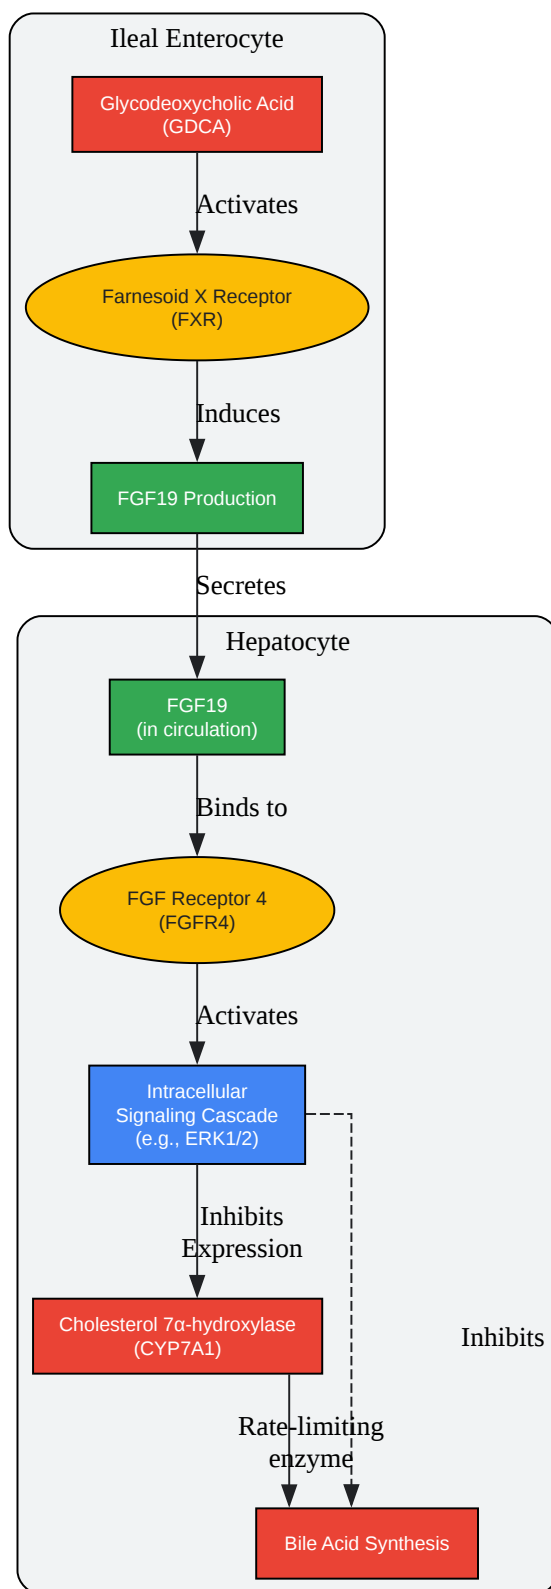 Ileal Enterocyte
Glycodeoxycholic Acid
(GDCA)
Activates
Farnesoid X Receptor
(FXR)
Induces
FGF19 Production
Secretes
Hepatocyte
FGF19
(in circulation)
Binds to
FGF Receptor 4
(FGFR4)
Activates
Intracellular
Signaling Cascade
(e.g., ERK1/2)
Inhibits
Expression
Cholesterol 7α-hydroxylase
(CYP7A1)
Inhibits
Rate-limiting
enzyme
Bile Acid Synthesis